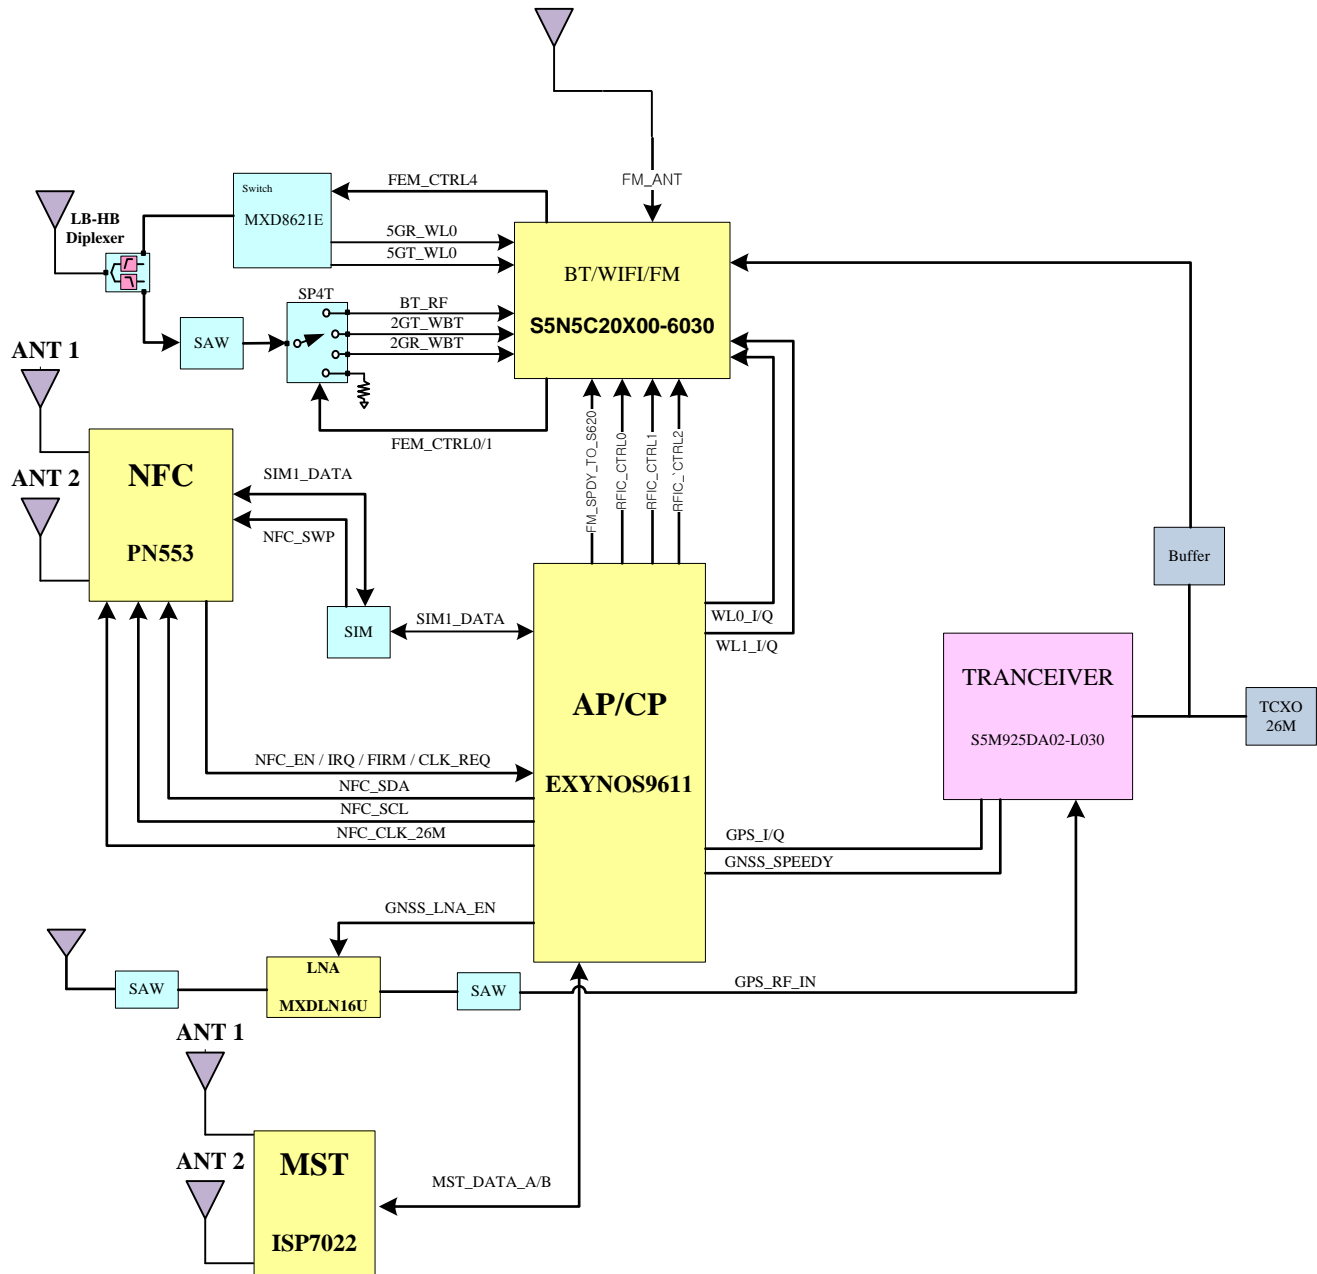 FM_ANT
FEM_CTRL4
Switch
MXD8621E
5GR_WL0
5GT_WL0
LB-HB
Diplexer
BT/WIFI/FM
S5N5C20X00-6030
SP4T
BT_RF
2GT_WBT
2GR_WBT
SAW
FEM_CTRL0/1
ANT 1
ANT 2
NFC
PN553
SIM1_DATA
NFC_SWP
FM_SPDY_TO_S620
RFIC_CTRL0
RFIC_CTRL1
RFIC_`CTRL2
Buffer
SIM
SIM1_DATA
WL0_I/Q
WL1_I/Q
AP/CP
EXYNOS9611
TRANCEIVER
S5M925DA02-L030
TCXO
26M
NFC_EN / IRQ / FIRM / CLK_REQ
NFC_SDA
NFC_SCL
NFC_CLK_26M
GPS_I/Q
GNSS_SPEEDY
GNSS_LNA_EN
SAW
LNA
MXDLN16U
SAW
GPS_RF_IN
ANT 1
ANT 2
MST
ISP7022
MST_DATA_A/B